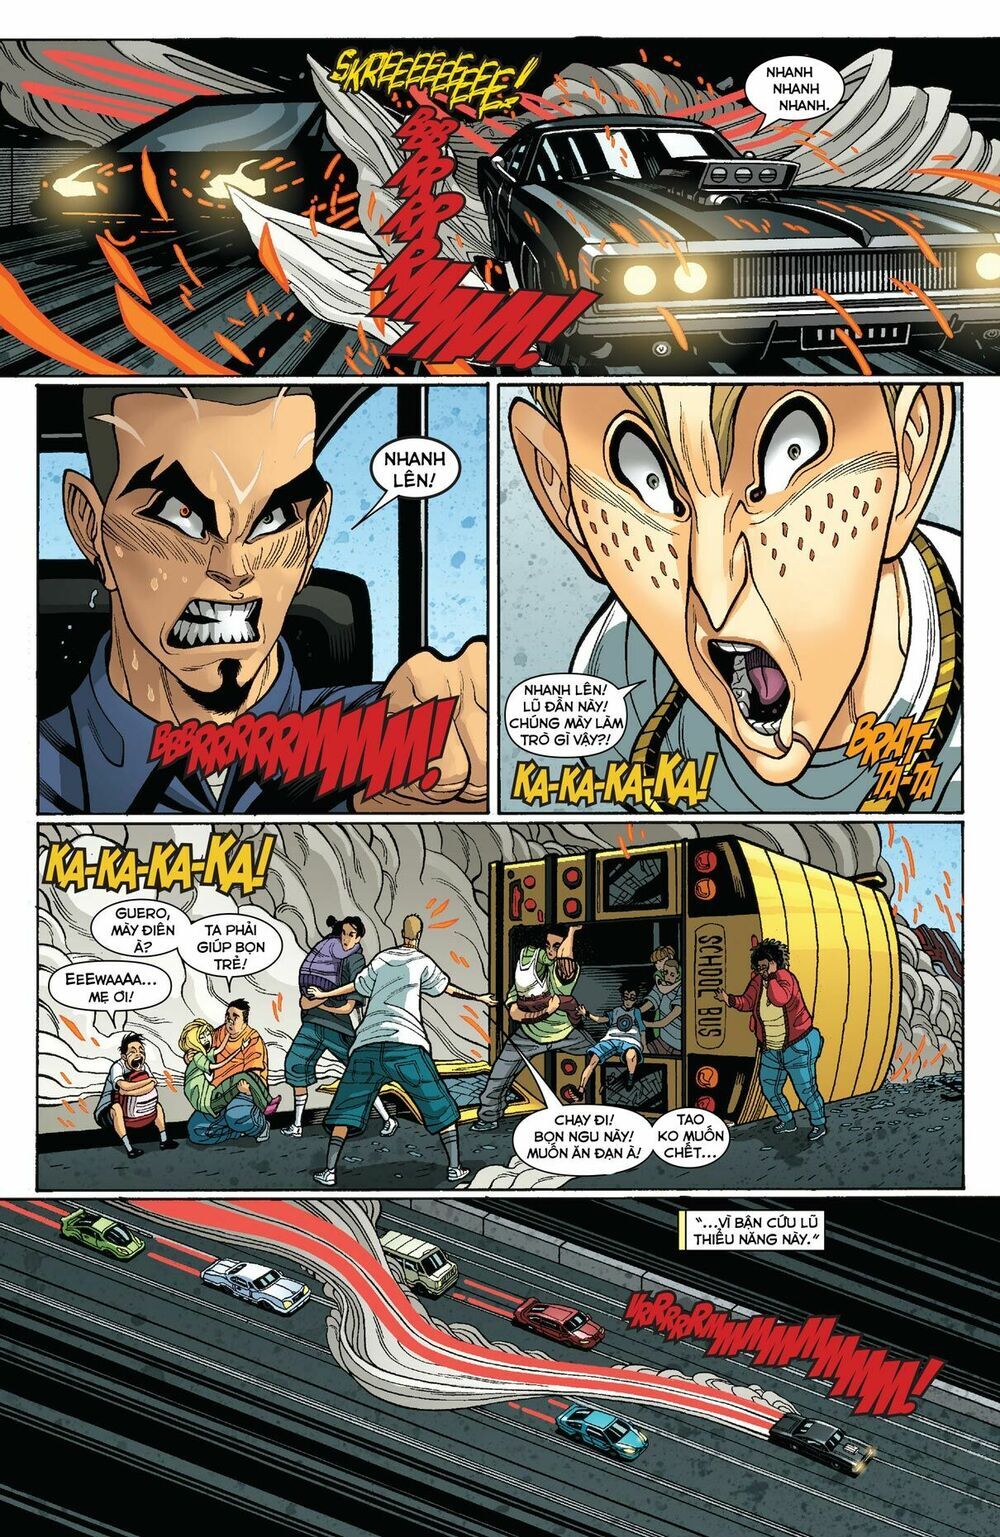 SKREEEEEEEEE!
NHANH
NHANH
NHANH.
NHANH
LÊN!
NHANH LÊN!
LŨ ĐẦN NÀY!
CHÚNG MÀY LÀM
TRÒ GÌ VẬY?!
BBBRRRRRMMMM!
KA-KA-KA-KA!
BRAT-
TA-TA
KA-KA-KA-KA!
GUERO,
MÀY ĐIÊN
À?
TA PHẢI
GIÚP BỌN
TRẺ!
EEEWAAAA...
MẸ ƠI!
SCHOOL BUS
CHẠY ĐI!
BỌN NGU NÀY!
MUỐN ĂN ĐẠN À!
TAO
KO MUỐN
CHẾT...
"...VÌ BẬN CỨU LŨ
THIỂU NĂNG NÀY."